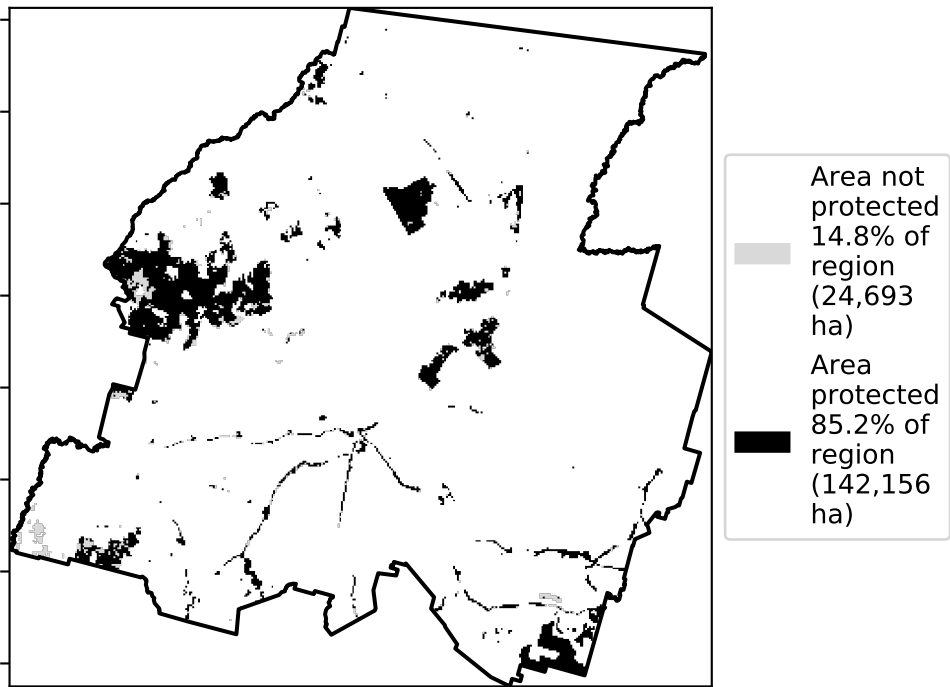 Area not
protected
14.8% of
region
(24,693
ha)
Area
protected
85.2% of
region
(142,156
ha)